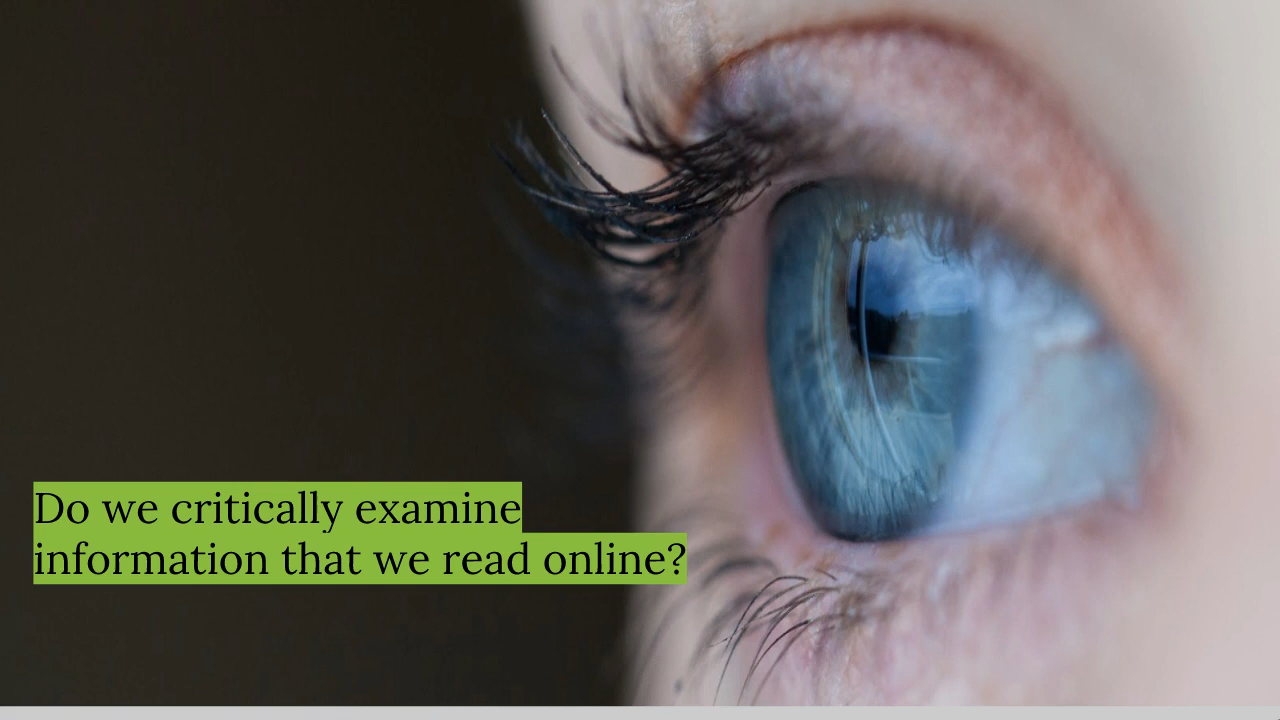 Do we critically examine
information that we read online?